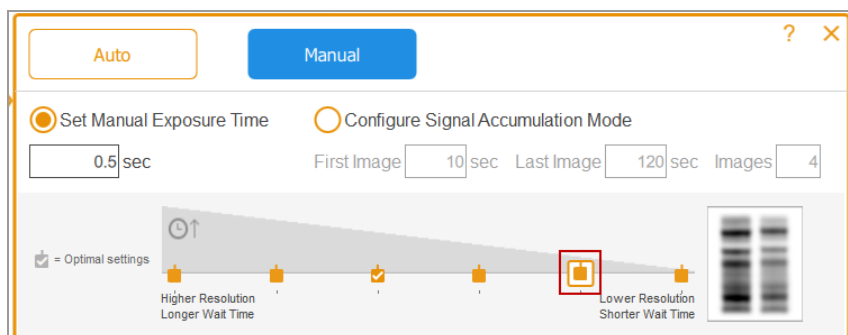 Auto
Manual
?
×
Set Manual Exposure Time
Configure Signal Accumulation Mode
0.5 sec
First Image 10 sec Last Image 120 sec Images 4
= Optimal settings
Higher Resolution
Longer Wait Time
Lower Resolution
Shorter Wait Time